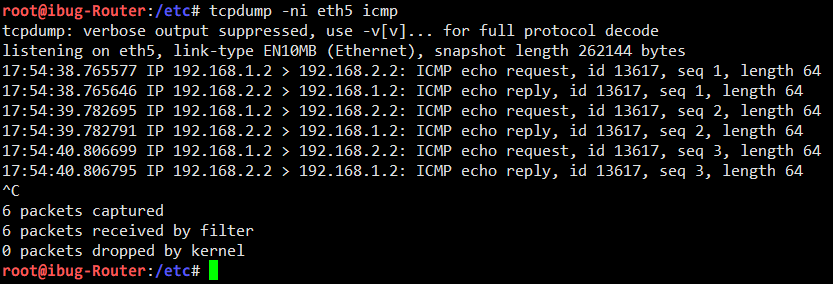 root@ibug-Router:/etc# tcpdump -ni eth5 icmp
tcpdump: verbose output suppressed, use -v[v]... for full protocol decode
listening on eth5, link-type EN10MB (Ethernet), snapshot length 262144 bytes
17:54:38.765577 IP 192.168.1.2 > 192.168.2.2: ICMP echo request, id 13617, seq 1, length 64
17:54:38.765646 IP 192.168.2.2 > 192.168.1.2: ICMP echo reply, id 13617, seq 1, length 64
17:54:39.782695 IP 192.168.1.2 > 192.168.2.2: ICMP echo request, id 13617, seq 2, length 64
17:54:39.782791 IP 192.168.2.2 > 192.168.1.2: ICMP echo reply, id 13617, seq 2, length 64
17:54:40.806699 IP 192.168.1.2 > 192.168.2.2: ICMP echo request, id 13617, seq 3, length 64
17:54:40.806795 IP 192.168.2.2 > 192.168.1.2: ICMP echo reply, id 13617, seq 3, length 64
^C
6 packets captured
6 packets received by filter
0 packets dropped by kernel
root@ibug-Router:/etc#